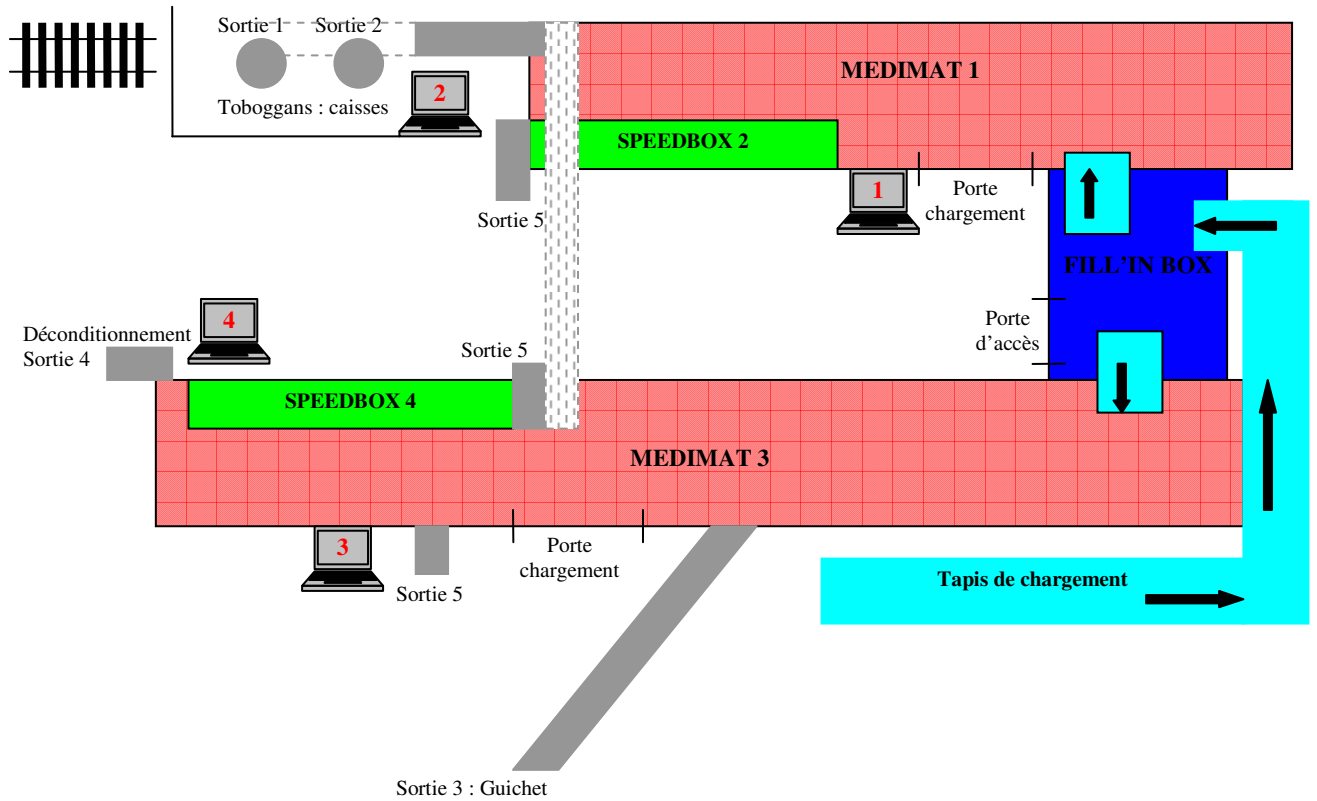 Sortie 1
Sortie 2
MEDIMAT 1
2
Toboggans : caisses
SPEEDBOX 2
1
Porte
chargement
Sortie 5
FILL'IN BOX
4
Porte
d'accès
Déconditionnement
Sortie 4
Sortie 5
SPEEDBOX 4
MEDIMAT 3
3
Porte
chargement
Sortie 5
Tapis de chargement
Sortie 3 : Guichet